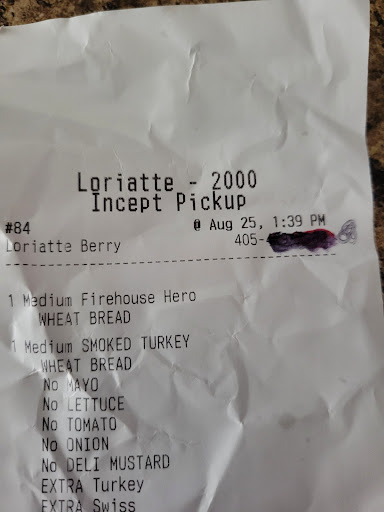 Loriatte - 2000
Incept Pickup
#84 @ Aug 25, 1:39 PM
Loriatte Berry 405-
1 Medium Firehouse Hero
WHEAT BREAD
1 Medium SMOKED TURKEY
WHEAT BREAD
No MAYO
No LETTUCE
No TOMATO
No ONION
No DELI MUSTARD
EXTRA Turkey
EXTRA Swiss